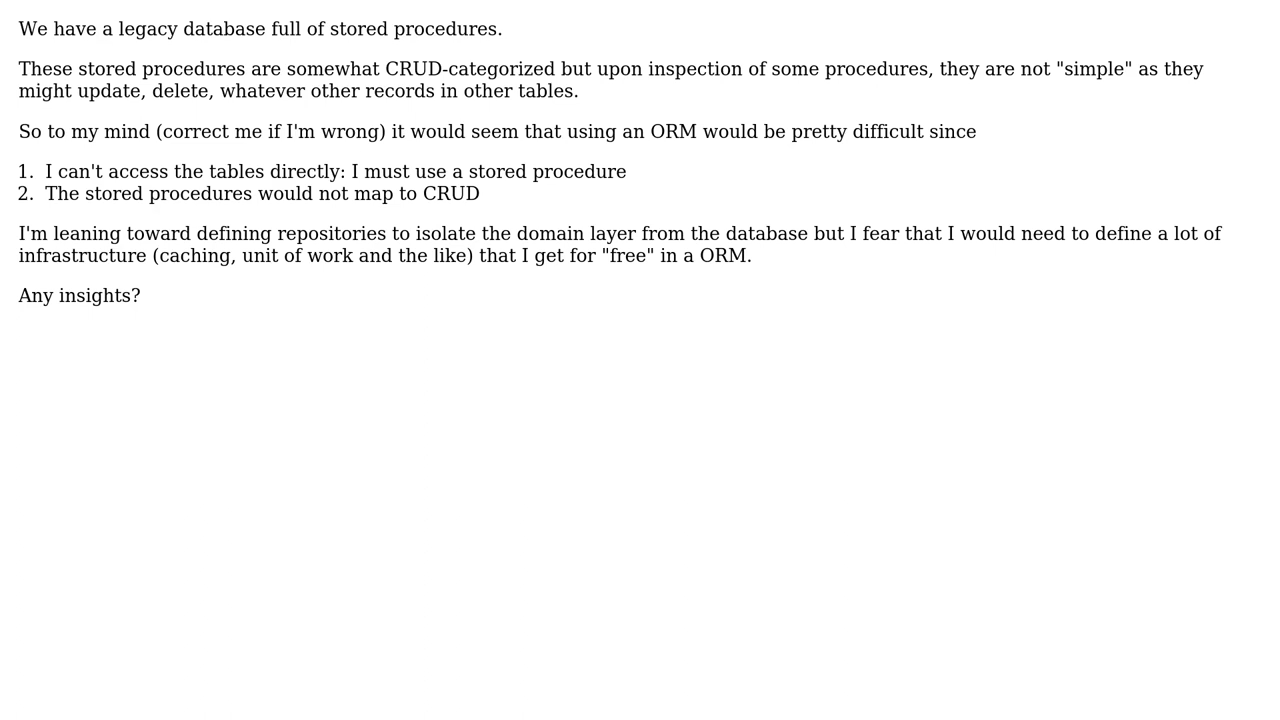 We have a legacy database full of stored procedures.
These stored procedures are somewhat CRUD-categorized but upon inspection of some procedures, they are not "simple" as they
might update, delete, whatever other records in other tables.
So to my mind (correct me if I'm wrong) it would seem that using an ORM would be pretty difficult since
1. I can't access the tables directly: I must use a stored procedure
2. The stored procedures would not map to CRUD
I'm leaning toward defining repositories to isolate the domain layer from the database but I fear that I would need to define a lot of
infrastructure (caching, unit of work and the like) that I get for "free" in a ORM.
Any insights?